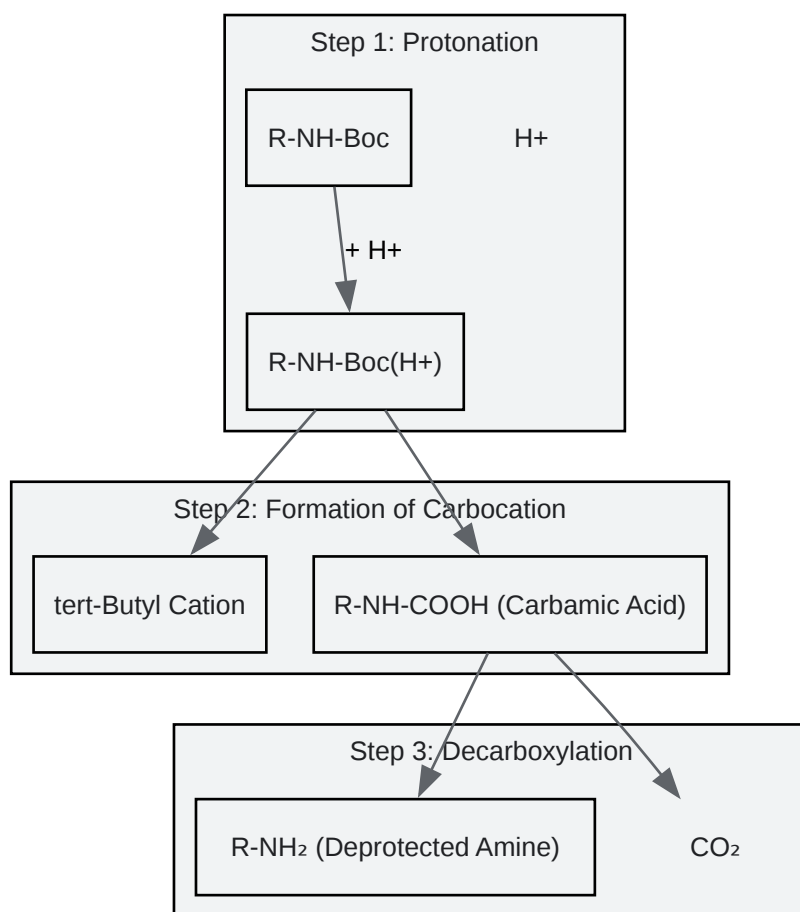 Step 1: Protonation
R-NH-Boc
H+
+ H+
R-NH-Boc(H+)
Step 2: Formation of Carbocation
tert-Butyl Cation
R-NH-COOH (Carbamic Acid)
Step 3: Decarboxylation
R-NH₂ (Deprotected Amine)
CO₂